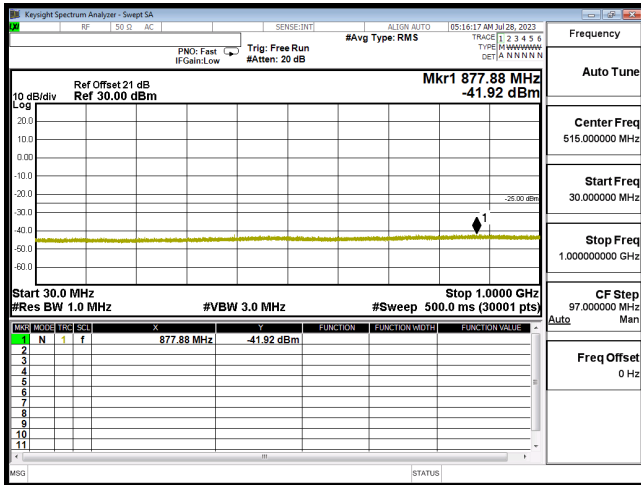 Keysight Spectrum Analyzer - Swept SA
RF 50 Ω AC SENSE:INT ALIGN AUTO 05:16:17 AM Jul 28, 2023
#Avg Type: RMS TRACE 1 2 3 4 5 6
TYPE M WWWWW
DET A N N N N N
PNO: Fast Trig: Free Run
IFGain:Low #Atten: 20 dB
Mkr1 877.88 MHz
-41.92 dBm
Ref Offset 21 dB
10 dB/div Ref 30.00 dBm
Log
20.0
10.0
0.00
-10.0
-20.0
-25.00 dBm
-30.0
1
-40.0
-50.0
-60.0
Start 30.0 MHz Stop 1.0000 GHz
#Res BW 1.0 MHz #VBW 3.0 MHz #Sweep 500.0 ms (30001 pts)
MKR MODE TRC SCL X Y FUNCTION FUNCTION WIDTH FUNCTION VALUE
1 N 1 f 877.88 MHz -41.92 dBm
2
3
4
5
6
7
8
9
10
11
MSG STATUS
Frequency
Auto Tune
Center Freq
515.000000 MHz
Start Freq
30.000000 MHz
Stop Freq
1.000000000 GHz
CF Step
97.000000 MHz
Auto Man
Freq Offset
0 Hz